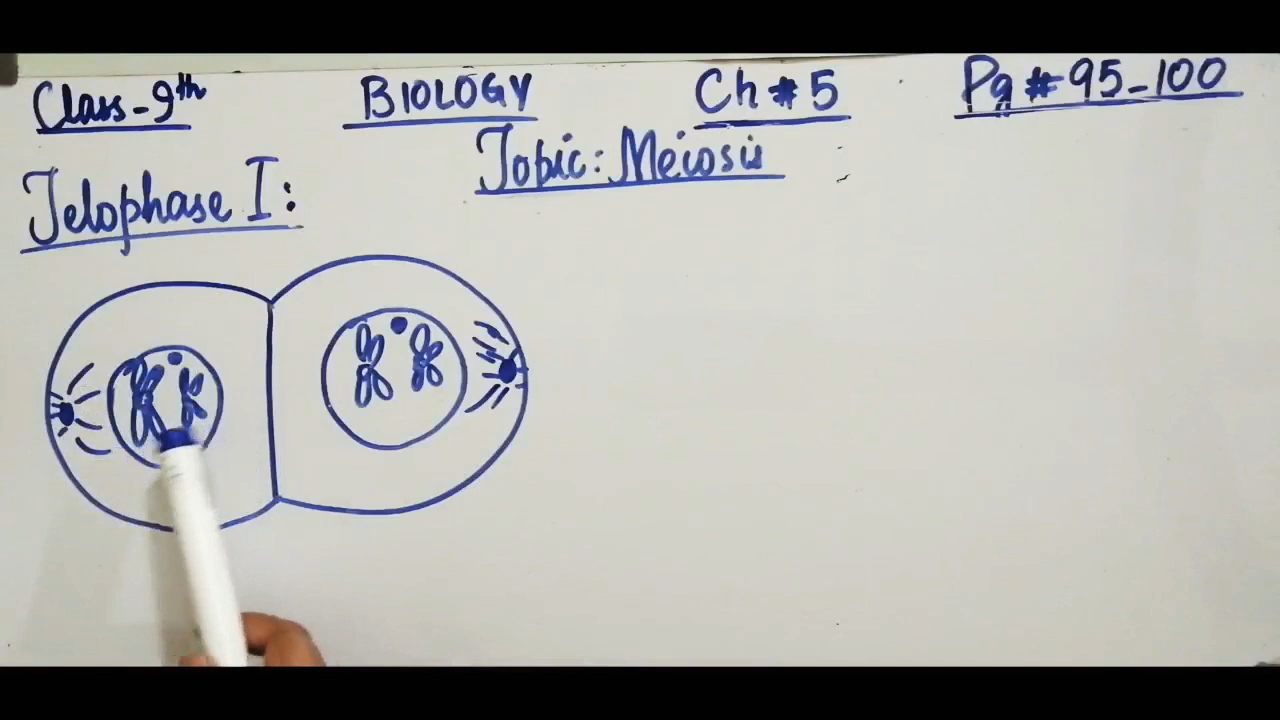 Class - 9th BIOLOGY Ch # 5 Pg # 95-100
Topic: Meiosis
Telophase I: